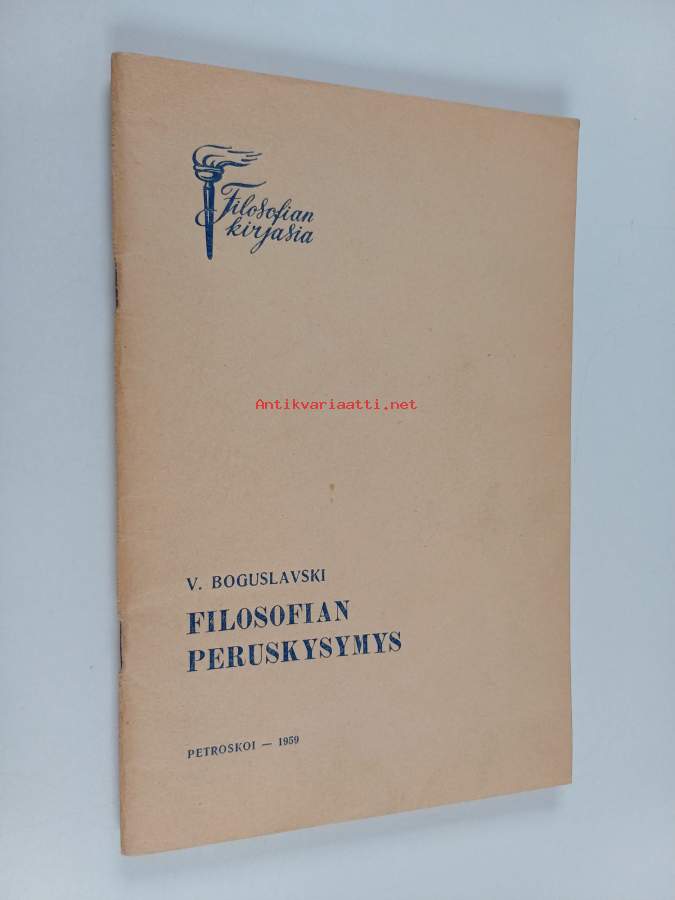 Filosofian
kirjasia
Antikvariaatti.net
V. BOGUSLAVSKI
FILOSOFIAN
PERUSKYSYMYS
PETROSKOI — 1959